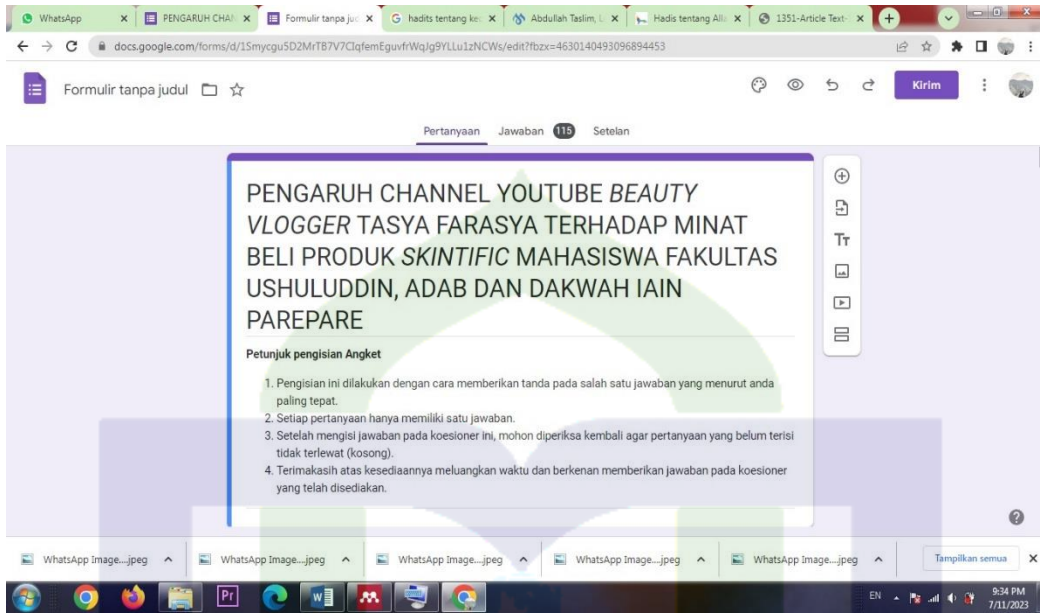 WhatsApp
PENGARUH CHA
Formulir tanpa juc
hadits tentang ke
Abdullah Taslim, L
Hadis tentang All
1351-Article Text-
docs.google.com/forms/d/1Smycgu5D2MrTB7V7CIqfemEguvfrWqJg9YLLu1zNCWs/edit?fbzx=4630140493096894453
Formulir tanpa judul
Kirim
Pertanyaan Jawaban 115 Setelan
PENGARUH CHANNEL YOUTUBE BEAUTY
VLOGGER TASYA FARASYA TERHADAP MINAT
BELI PRODUK SKINTIFIC MAHASISWA FAKULTAS
USHULUDDIN, ADAB DAN DAKWAH IAIN
PAREPARE
Petunjuk pengisian Angket
1. Pengisian ini dilakukan dengan cara memberikan tanda pada salah satu jawaban yang menurut anda
paling tepat.
2. Setiap pertanyaan hanya memiliki satu jawaban.
3. Setelah mengisi jawaban pada koesioner ini, mohon diperiksa kembali agar pertanyaan yang belum terisi
tidak terlewat (kosong).
4. Terimakasih atas kesediaannya meluangkan waktu dan berkenan memberikan jawaban pada koesioner
yang telah disediakan.
WhatsApp Image....jpeg
WhatsApp Image....jpeg
WhatsApp Image....jpeg
WhatsApp Image....jpeg
WhatsApp Image....jpeg
Tampilkan semua
EN
9:34 PM
7/11/2023